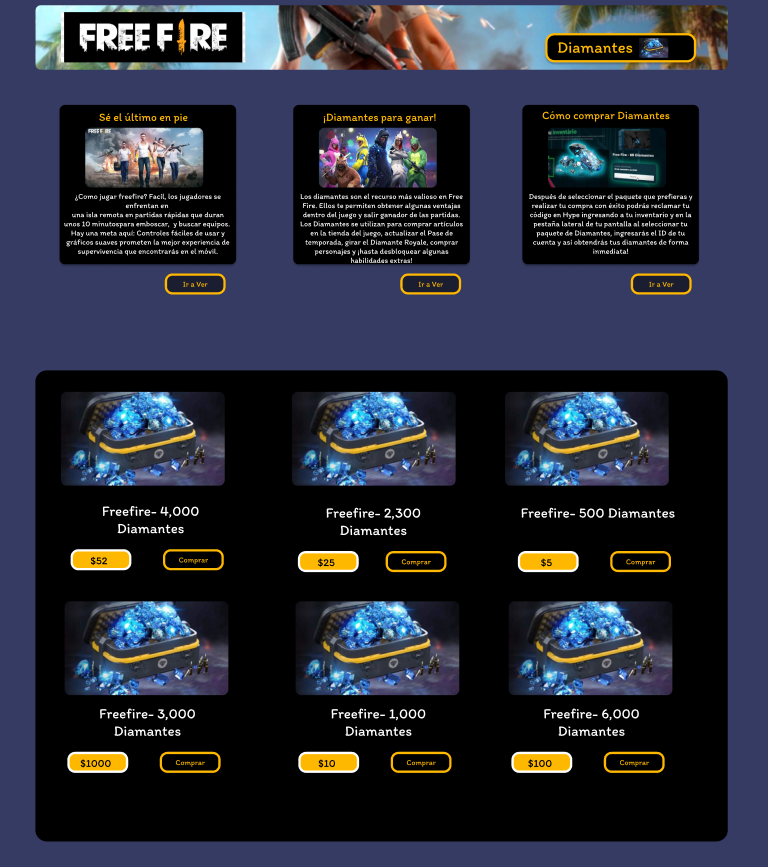 FREE FIRE
Diamantes
Sé el último en pie
FREE FIRE
¿Como jugar freefire? Facil, los jugadores se
enfrentan en
una isla remota en partidas rápidas que duran
unos 10 minutospara emboscar, y buscar equipos.
Hay una meta aquí: Controles fáciles de usar y
gráficos suaves prometen la mejor experiencia de
supervivencia que encontrarás en el móvil.
Ir a Ver
¡Diamantes para ganar!
Los diamantes son el recurso más valioso en Free
Fire. Ellos te permiten obtener algunas ventajas
dentro del juego y salir ganador de las partidas.
Los Diamantes se utilizan para comprar artículos
en la tienda del juego, actualizar el Pase de
temporada, girar el Diamante Royale, comprar
personajes y ¡hasta desbloquear algunas
habilidades extras!
Ir a Ver
Cómo comprar Diamantes
inventário
Después de seleccionar el paquete que prefieras y
realizar tu compra con éxito podrás reclamar tu
código en Hype ingresando a tu inventario y en la
pestaña lateral de tu pantalla al seleccionar tu
paquete de Diamantes, ingresarás el ID de tu
cuenta y así obtendrás tus diamantes de forma
inmediata!
Ir a Ver
Freefire- 4,000
Diamantes
$52
Comprar
Freefire- 2,300
Diamantes
$25
Comprar
Freefire- 500 Diamantes
$5
Comprar
Freefire- 3,000
Diamantes
$1000
Comprar
Freefire- 1,000
Diamantes
$10
Comprar
Freefire- 6,000
Diamantes
$100
Comprar